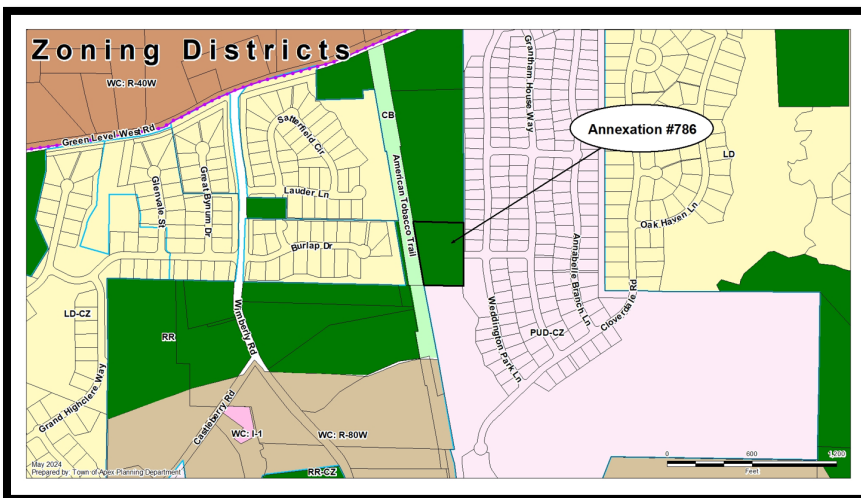 Zoning Districts
WC: R-40W
Green Level West Rd
Satterfield Cir
CB
Grantham House Way
Annexation #786
LD
Glenvale St
Great Bynum Dr
Lauder Ln
American Tobacco Trail
Oak Haven Ln
Burlap Dr
Annabelle Branch Ln
LD-CZ
RR
Wimberly Rd
Weddington Park Ln
PUD-CZ
Cloverdale Rd
Grand Highclere Way
Castleberry Rd
WC: I-1
WC: R-80W
RR-CZ
May 2024
Prepared by: Town of Apex Planning Department
0 600 1,200
Feet